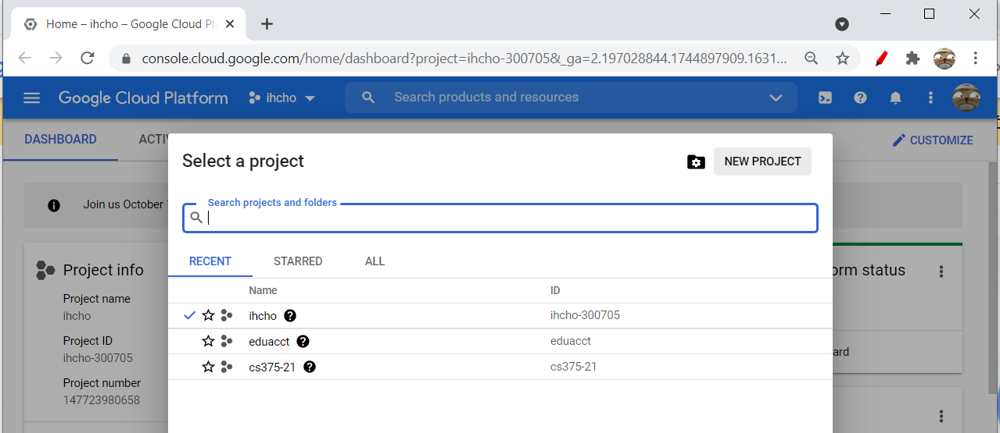 Home – ihcho – Google Cloud Pl
console.cloud.google.com/home/dashboard?project=ihcho-300705&_ga=2.197028844.1744897909.1631...
Google Cloud Platform
ihcho
Search products and resources
DASHBOARD
ACTIV
CUSTOMIZE
Select a project
NEW PROJECT
Join us October
Search projects and folders
RECENT
STARRED
ALL
Project info
orm status
Name
ID
Project name
ihcho
ihcho
ihcho-300705
Project ID
ihcho-300705
eduacct
eduacct
ard
cs375-21
cs375-21
Project number
147723980658